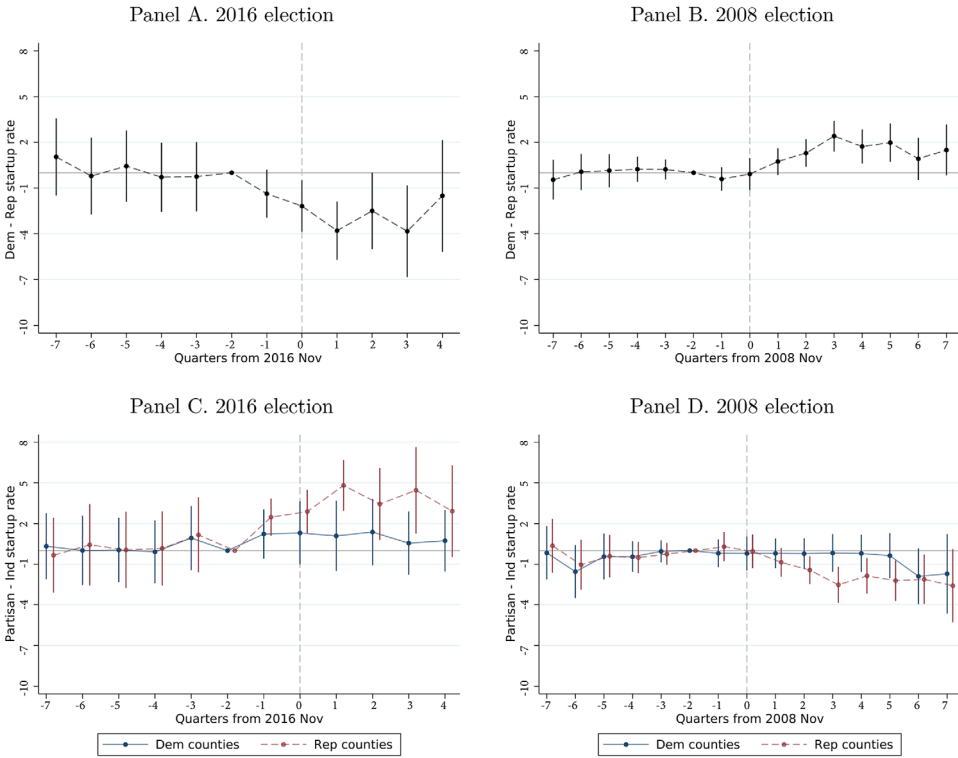 Panel A. 2016 election
Dem - Rep startup rate
8
5
2
-1
-4
-7
-10
-7 -6 -5 -4 -3 -2 -1 0 1 2 3 4
Quarters from 2016 Nov
Panel B. 2008 election
Dem - Rep startup rate
8
5
2
-1
-4
-7
-10
-7 -6 -5 -4 -3 -2 -1 0 1 2 3 4 5 6 7
Quarters from 2008 Nov
Panel C. 2016 election
Partisan - Ind startup rate
8
5
2
-1
-4
-7
-10
-7 -6 -5 -4 -3 -2 -1 0 1 2 3 4
Quarters from 2016 Nov
Dem counties Rep counties
Panel D. 2008 election
Partisan - Ind startup rate
8
5
2
-1
-4
-7
-10
-7 -6 -5 -4 -3 -2 -1 0 1 2 3 4 5 6 7
Quarters from 2008 Nov
Dem counties Rep counties